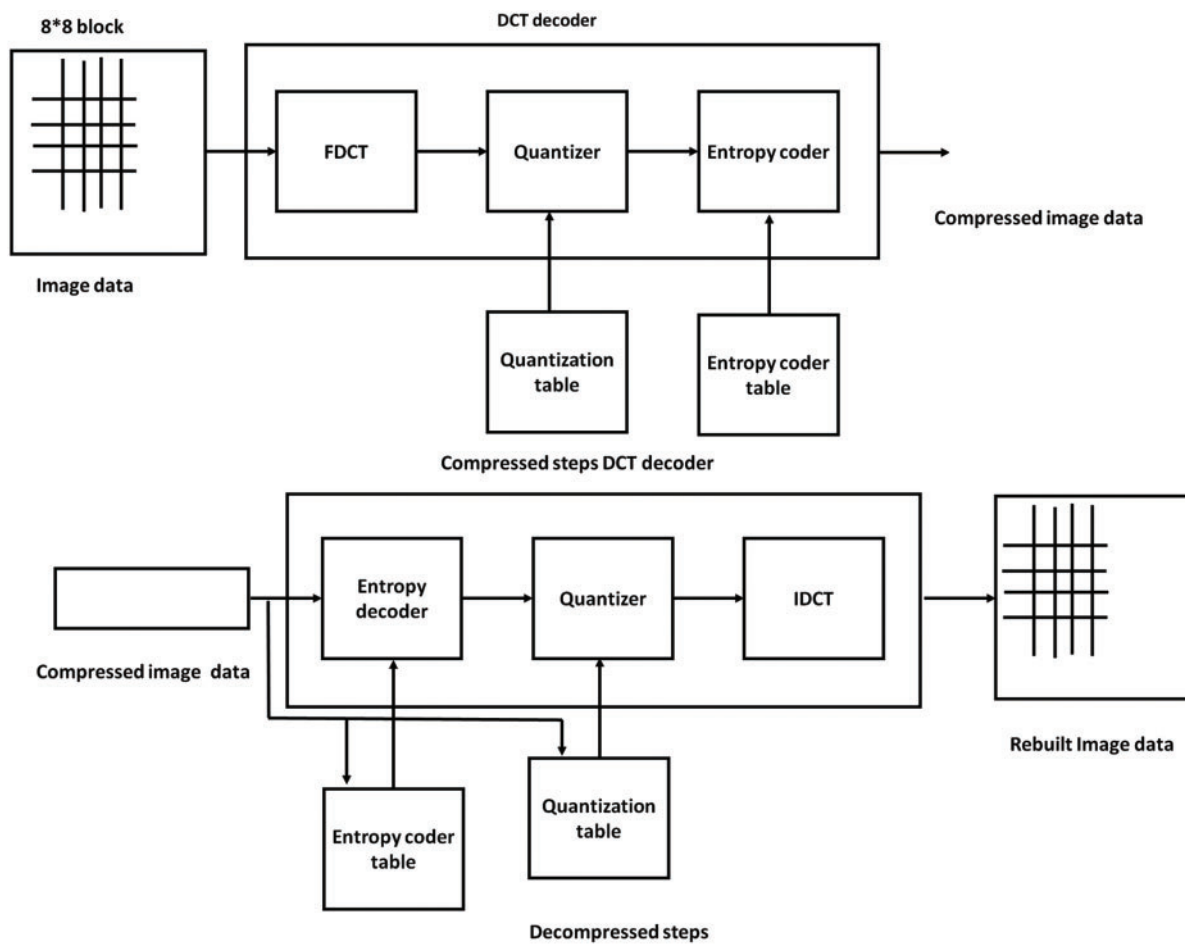 8*8 block
DCT decoder
FDCT
Quantizer
Entropy coder
Compressed image data
Image data
Quantization
table
Entropy coder
table
Compressed steps DCT decoder
Entropy
decoder
Quantizer
IDCT
Compressed image data
Rebuilt Image data
Entropy coder
table
Quantization
table
Decompressed steps